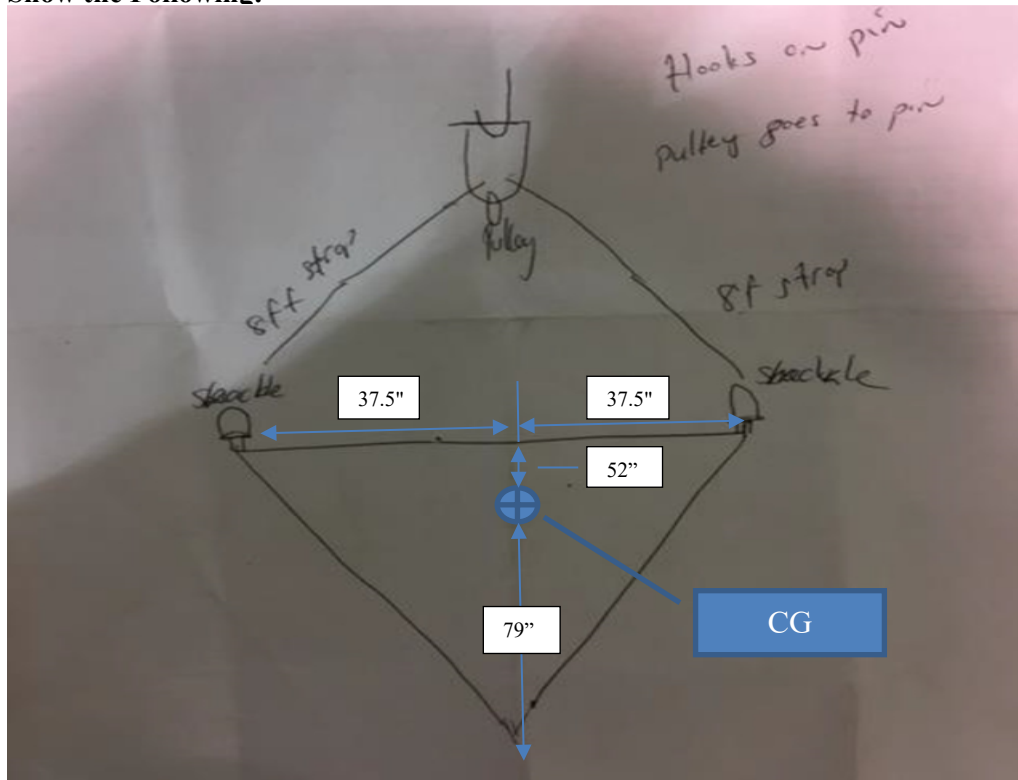 Show the Following:
Hooks on pin
pulley goes to pin
Pulley
8ft strap
8f strap
shackle
shackle
37.5"
37.5"
52”
79”
CG